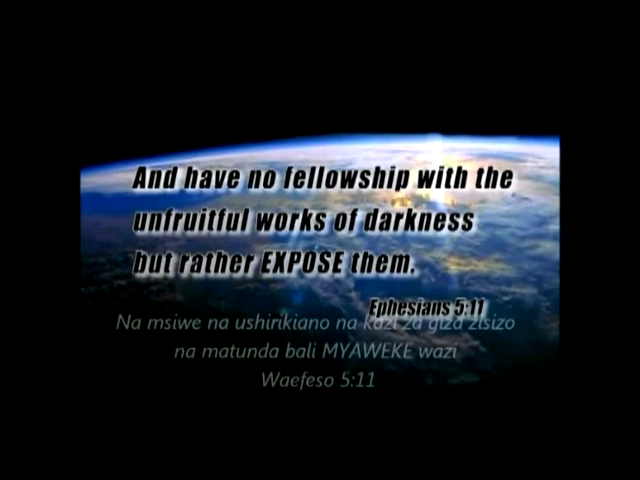 And have no fellowship with the
unfruitful works of darkness
but rather EXPOSE them.
Ephesians 5:11
Na msiwe na ushirikiano na kazi za giza zisizo
na matunda bali MYAWEKE wazi
Waefeso 5:11